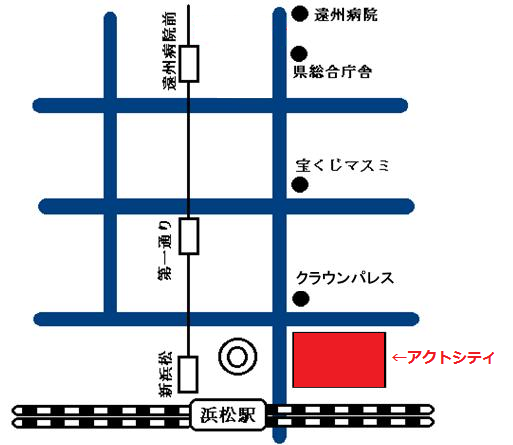 遠州病院
遠州病院前
県総合庁舎
宝くじマスミ
第一通り
クラウンパレス
新浜松
←アクトシティ
浜松駅